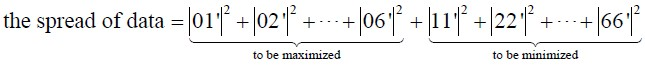 the spread of data = |01'|² + |02'|² + ⋯ + |06'|² + |11'|² + |22'|² + ⋯ + |66'|²
to be maximized to be minimized